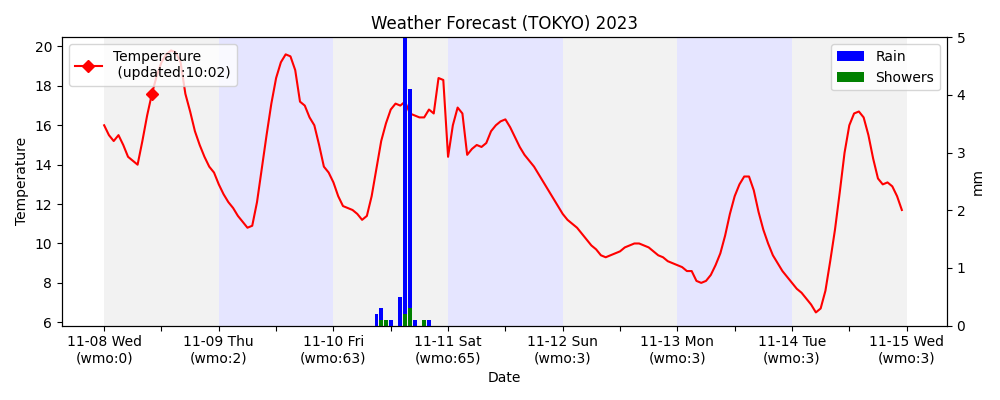 Weather Forecast (TOKYO) 2023
Temperature
(updated:10:02)
Rain
Showers
20
18
16
14
12
10
8
6
Temperature
5
4
3
2
1
0
mm
11-08 Wed 11-09 Thu 11-10 Fri 11-11 Sat 11-12 Sun 11-13 Mon 11-14 Tue 11-15 Wed
(wmo:0) (wmo:2) (wmo:63) (wmo:65) (wmo:3) (wmo:3) (wmo:3) (wmo:3)
Date